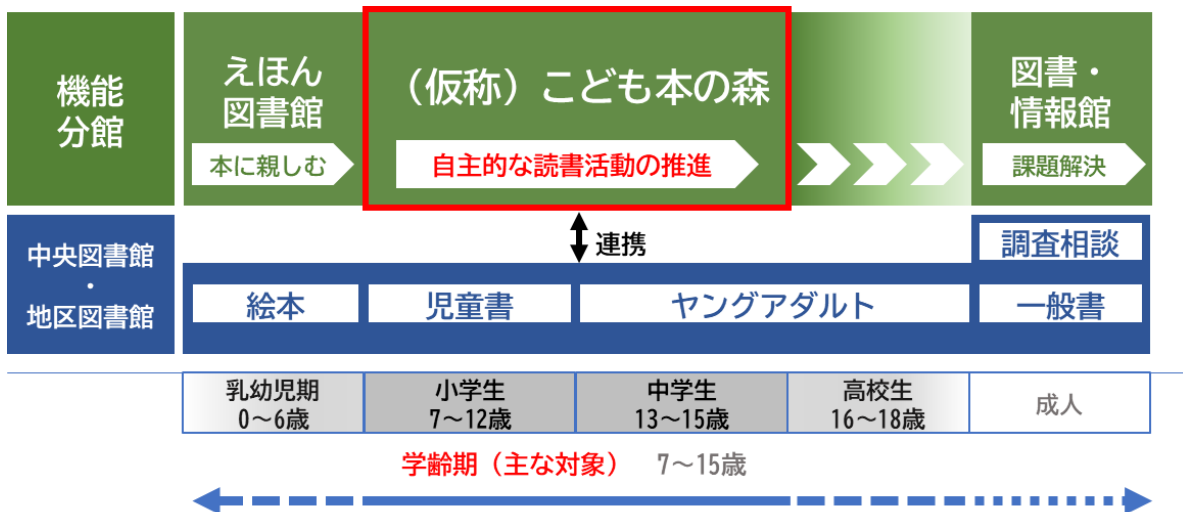 機能
分館
えほん
図書館
本に親しむ
（仮称）こども本の森
自主的な読書活動の推進
図書・
情報館
課題解決
中央図書館
・
地区図書館
連携
調査相談
絵本
児童書
ヤングアダルト
一般書
乳幼児期
0～6歳
小学生
7～12歳
中学生
13～15歳
高校生
16～18歳
成人
学齢期（主な対象） 7～15歳